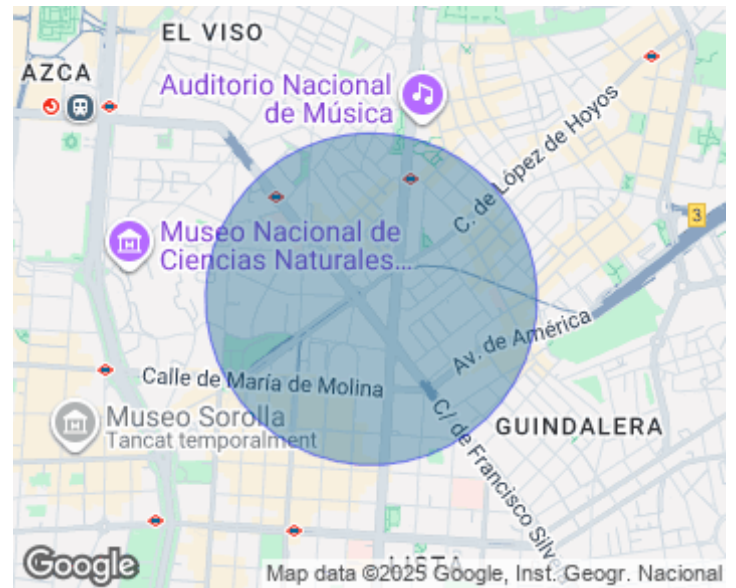 EL VISO
AZCA
Auditorio Nacional
de Música
C. de López de Hoyos
3
Museo Nacional de
Ciencias Naturales...
Av. de América
Calle de María de Molina
Museo Sorolla
Tancat temporalment
GUINDALERA
C/ de Francisco Silve
LISTA
Google
Map data ©2025 Google, Inst. Geogr. Nacional